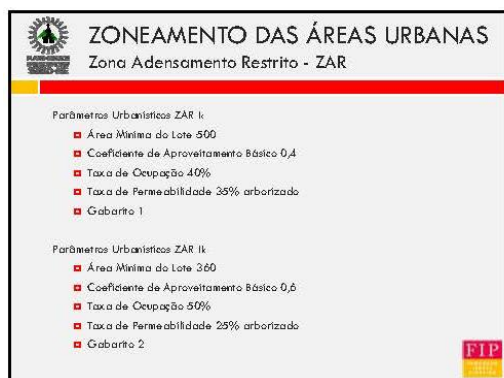 ZONEAMENTO DAS ÁREAS URBANAS
Zona Adensamento Restrito - ZAR
Parâmetros Urbanísticos ZAR I:
Área Mínima do Lote 500
Coeficiente de Aproveitamento Básico 0,4
Taxa de Ocupação 40%
Taxa de Permeabilidade 35% arborizado
Gabarito 1
Parâmetros Urbanísticos ZAR II:
Área Mínima do Lote 360
Coeficiente de Aproveitamento Básico 0,6
Taxa de Ocupação 50%
Taxa de Permeabilidade 25% arborizado
Gabarito 2
FIP